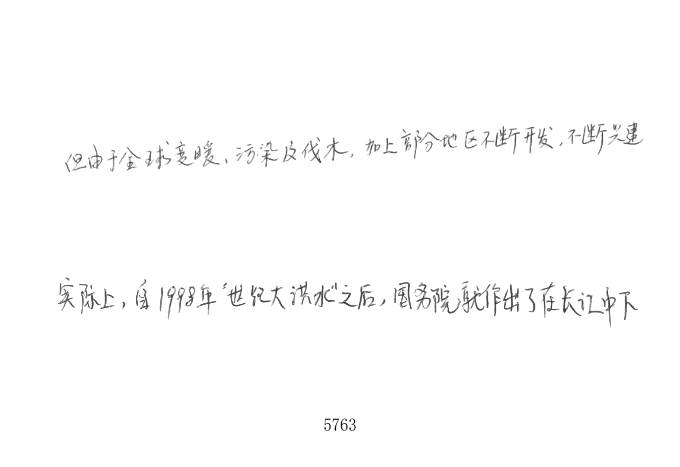 但由于全球变暖、污染及伐木，加上部分地区不断开发，不断兴建
实际上，自1998年“世纪大洪水”之后，国务院就作出了在长江中下
5763